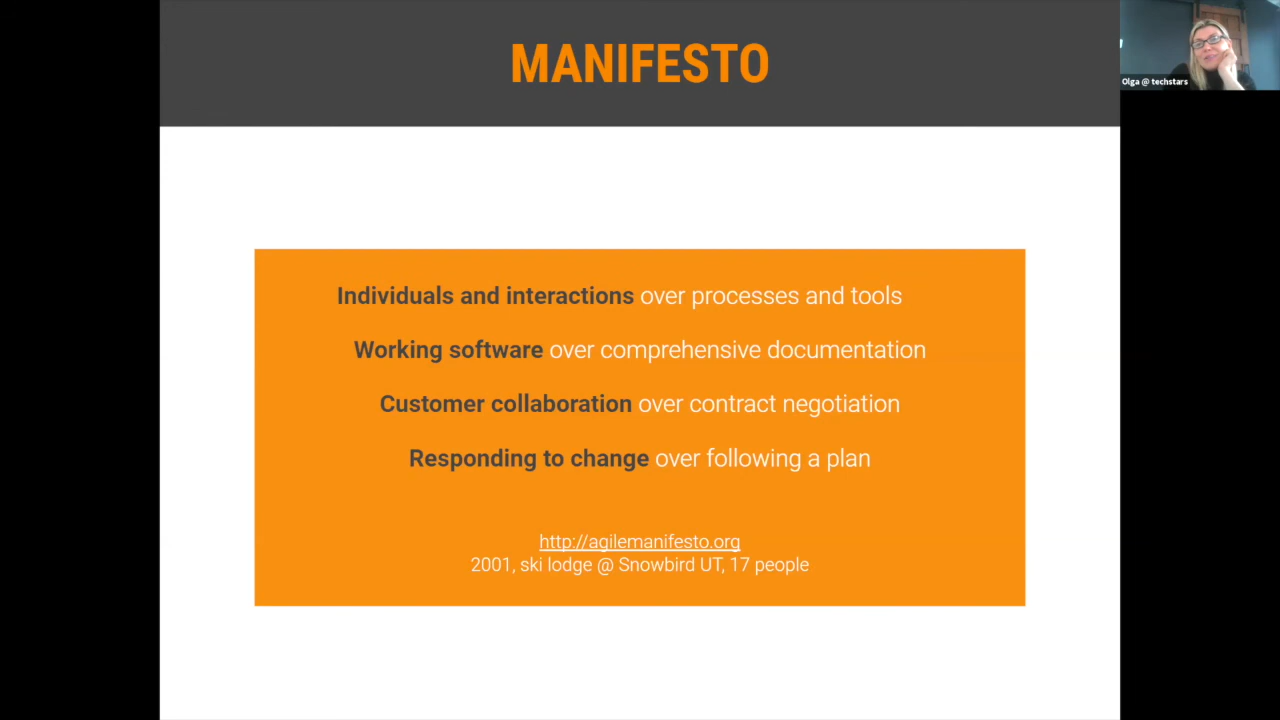 MANIFESTO
Olga @ techstars
Individuals and interactions over processes and tools
Working software over comprehensive documentation
Customer collaboration over contract negotiation
Responding to change over following a plan
http://agilemanifesto.org
2001, ski lodge @ Snowbird UT, 17 people